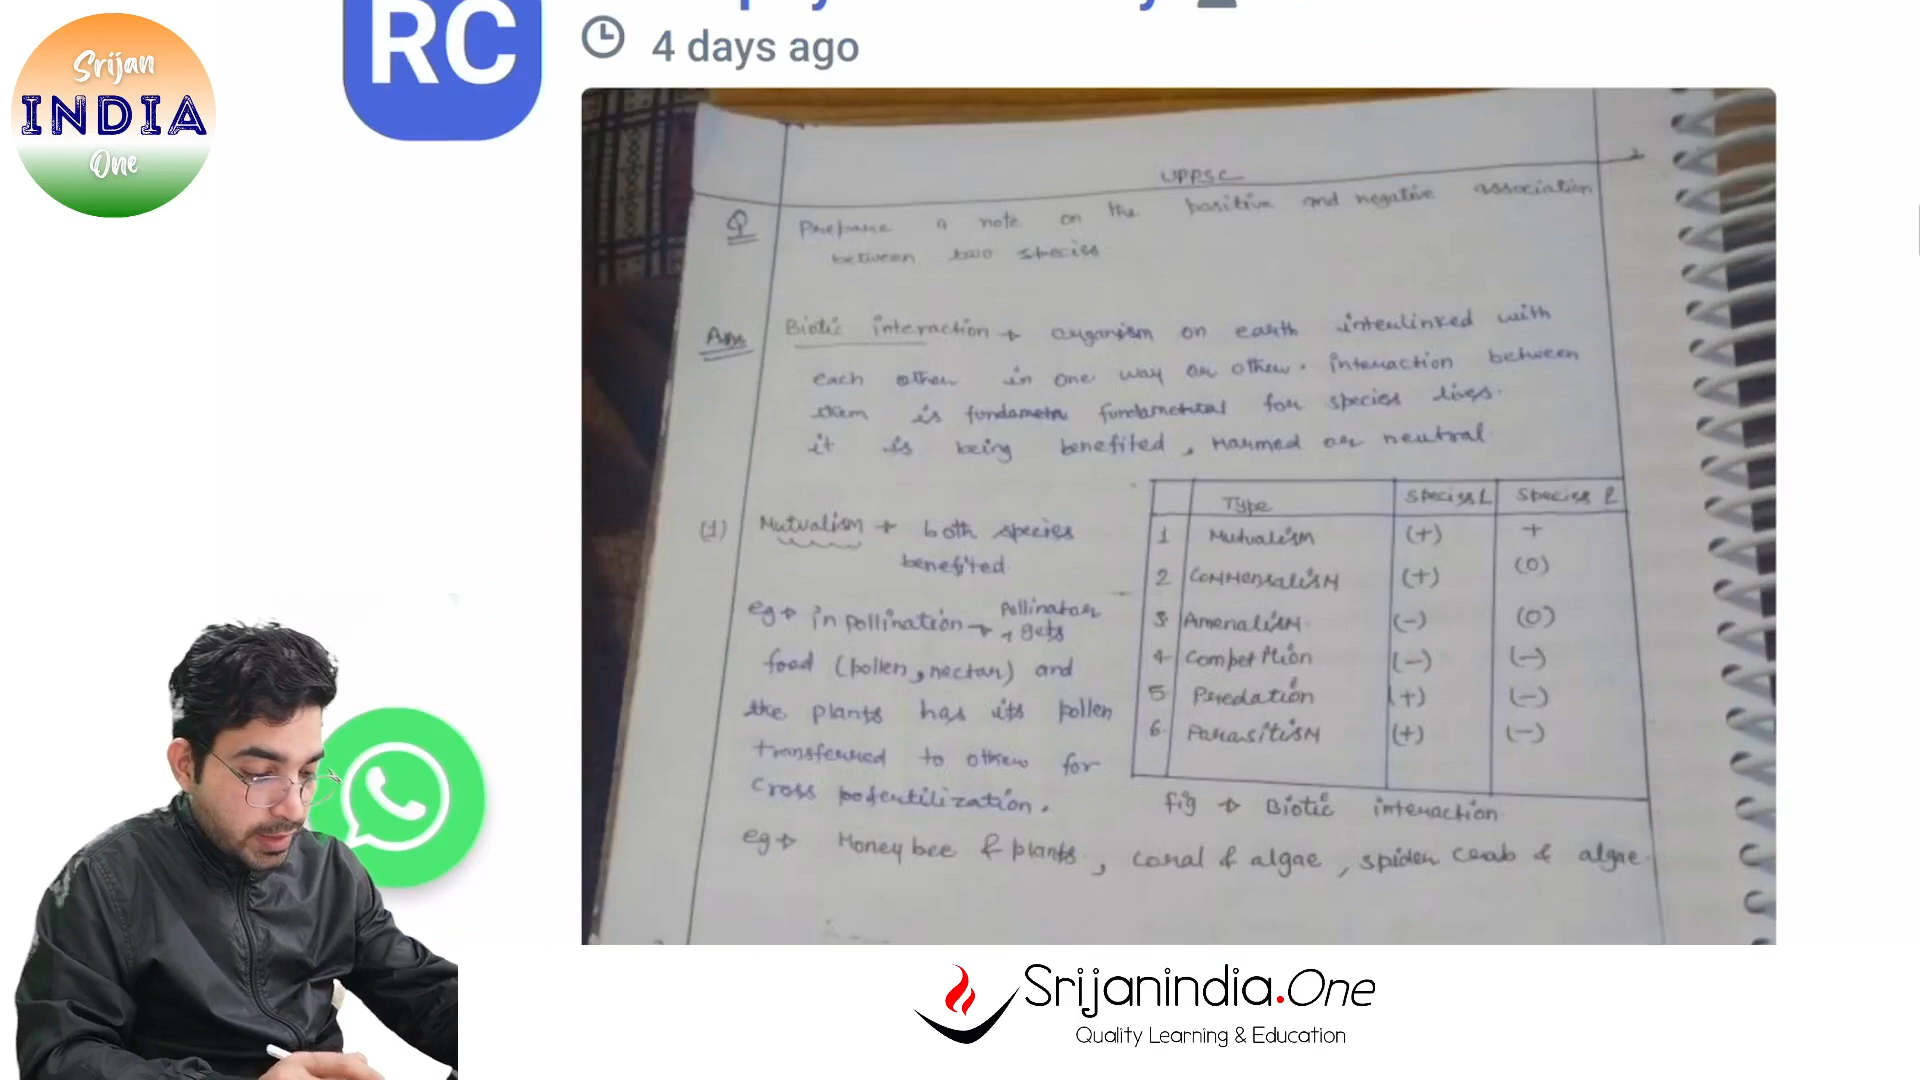 Srijan
INDIA
One
RC
4 days ago
UPPSC
Q Prepare a note on the positive and negative association
between two species
Ans Biotic interaction → organism on earth interlinked with
each other in one way or other. interaction between
them is fundamental for species lives.
it is being benefited, Harmed or neutral.
(1) Mutualism → both species
benefited.
eg → in pollination → Pollinator
→ gets
food (pollen, nectar) and
the plants has its pollen
transferred to others for
cross pofertilization.
Type Species 1 Species 2
1 Mutualism (+) +
2 Commensalism (+) (0)
3. Amenalism. (-) (0)
4 Competition (-) (-)
5. Predation (+) (-)
6. Parasitism (+) (-)
fig → Biotic interaction
eg → Honey bee & plants, coral & algae, spider crab & algae.
Srijanindia.One
Quality Learning & Education